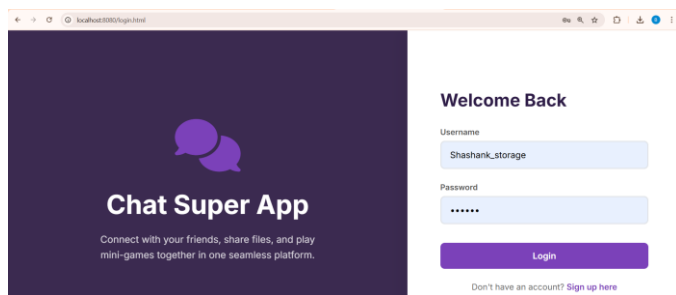 localhost:8080/login.html
Welcome Back
Username
Shashank_storage
Password
••••••
Login
Don't have an account? Sign up here
Chat Super App
Connect with your friends, share files, and play
mini-games together in one seamless platform.